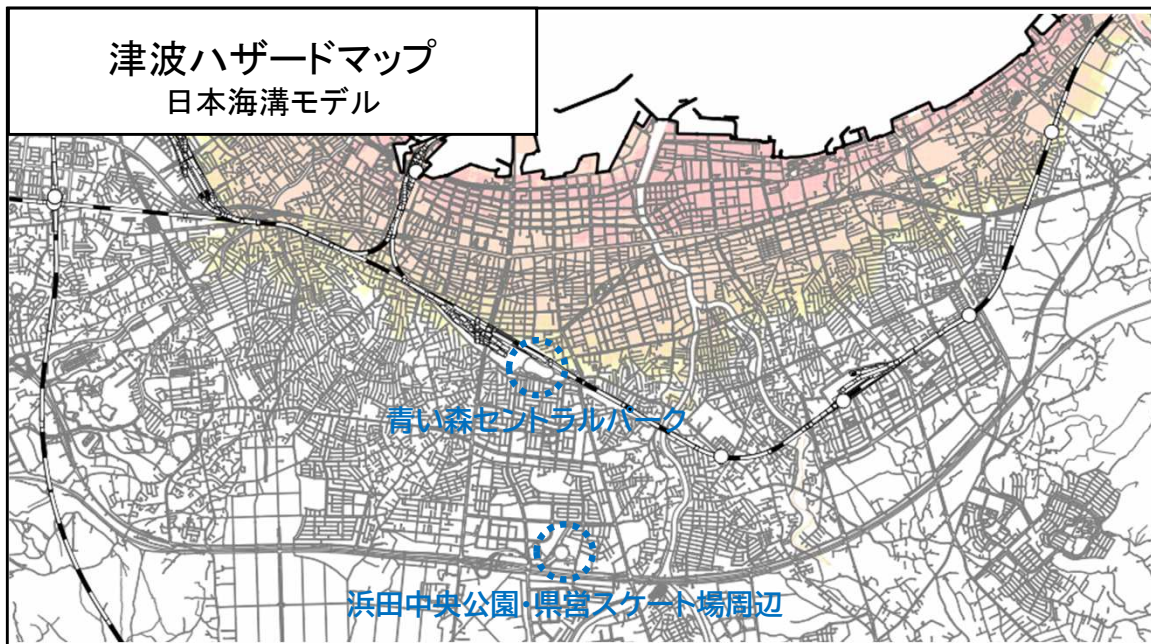 津波ハザードマップ
日本海溝モデル
青い森セントラルパーク
浜田中央公園・県営スケート場周辺